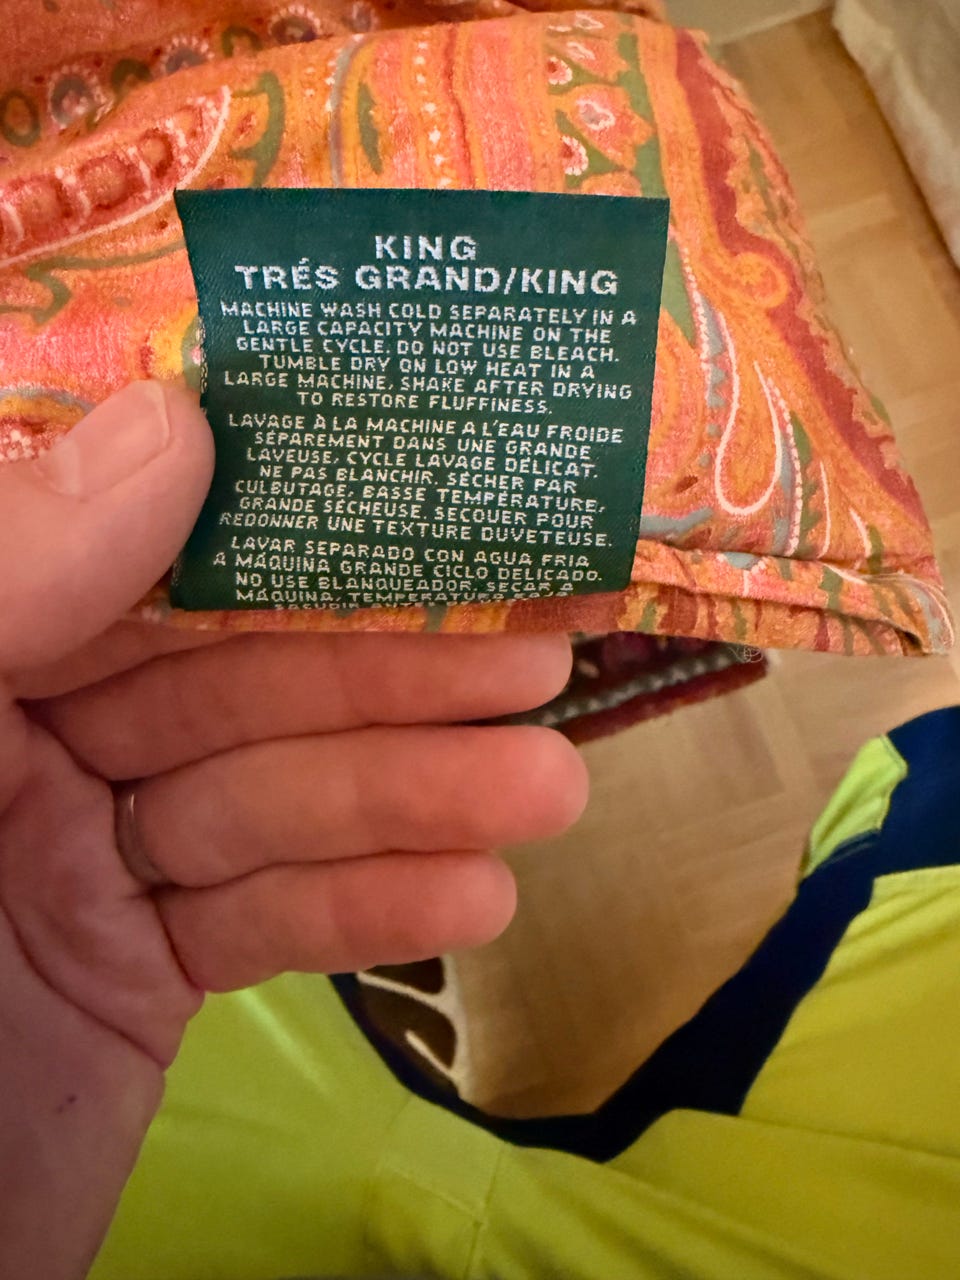 KING
TRÉS GRAND/KING
MACHINE WASH COLD SEPARATELY IN A
LARGE CAPACITY MACHINE ON THE
GENTLE CYCLE. DO NOT USE BLEACH.
TUMBLE DRY ON LOW HEAT IN A
LARGE MACHINE. SHAKE AFTER DRYING
TO RESTORE FLUFFINESS.
LAVAGE À LA MACHINE A L'EAU FROIDE
SÉPAREMENT DANS UNE GRANDE
LAVEUSE, CYCLE LAVAGE DÉLICAT.
NE PAS BLANCHIR. SÉCHER PAR
CULBUTAGE, BASSE TEMPÉRATURE,
GRANDE SÉCHEUSE. SECOUER POUR
REDONNER UNE TEXTURE DUVETEUSE.
LAVAR SEPARADO CON AGUA FRIA
A MÁQUINA GRANDE CICLO DELICADO.
NO USE BLANQUEADOR. SECAR A
MÁQUINA, TEMPERATURA BAJA